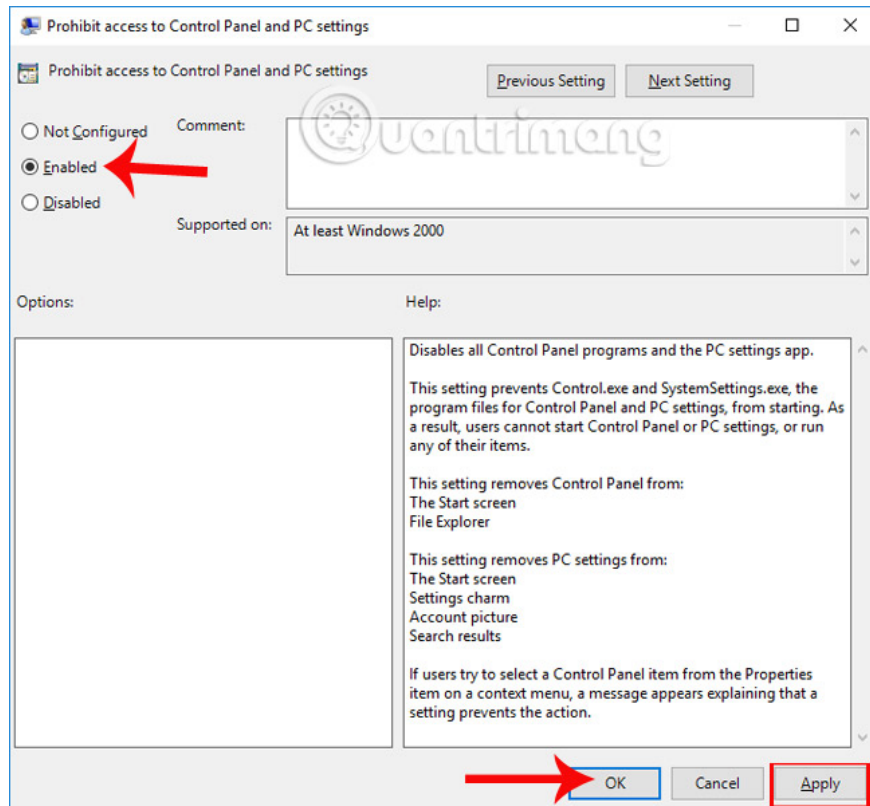 Prohibit access to Control Panel and PC settings
Prohibit access to Control Panel and PC settings
Previous Setting
Next Setting
Not Configured
Comment:
Quantrimang
Enabled
Disabled
Supported on:
At least Windows 2000
Options:
Help:
Disables all Control Panel programs and the PC settings app.
This setting prevents Control.exe and SystemSettings.exe, the
program files for Control Panel and PC settings, from starting. As
a result, users cannot start Control Panel or PC settings, or run
any of their items.
This setting removes Control Panel from:
The Start screen
File Explorer
This setting removes PC settings from:
The Start screen
Settings charm
Account picture
Search results
If users try to select a Control Panel item from the Properties
item on a context menu, a message appears explaining that a
setting prevents the action.
OK
Cancel
Apply